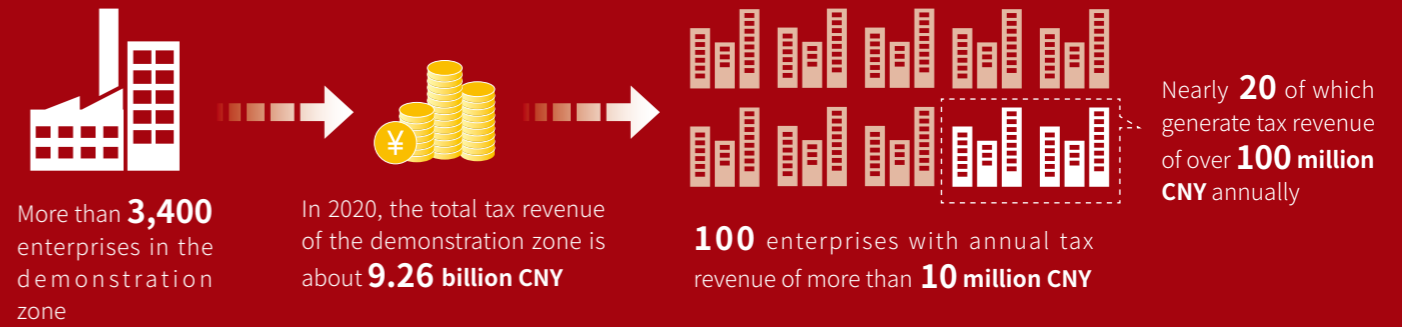 More than 3,400
enterprises in the
demonstration
zone
¥
In 2020, the total tax revenue
of the demonstration zone is
about 9.26 billion CNY
100 enterprises with annual tax
revenue of more than 10 million CNY
Nearly 20 of which
generate tax revenue
of over 100 million
CNY annually